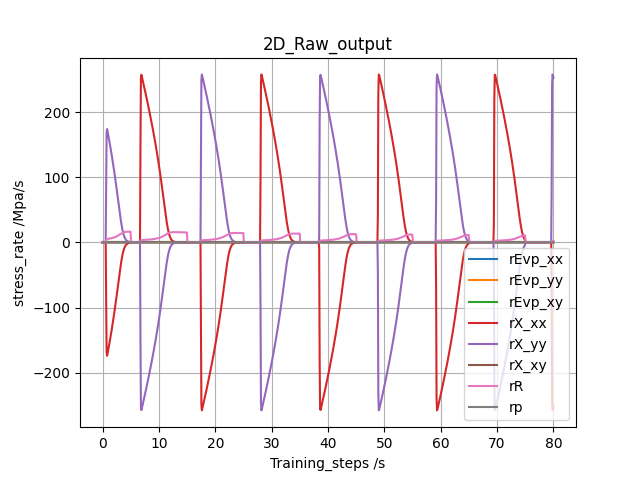 2D_Raw_output
stress_rate /Mpa/s
200
100
0
−100
−200
0 10 20 30 40 50 60 70 80
Training_steps /s
rEvp_xx
rEvp_yy
rEvp_xy
rX_xx
rX_yy
rX_xy
rR
rp